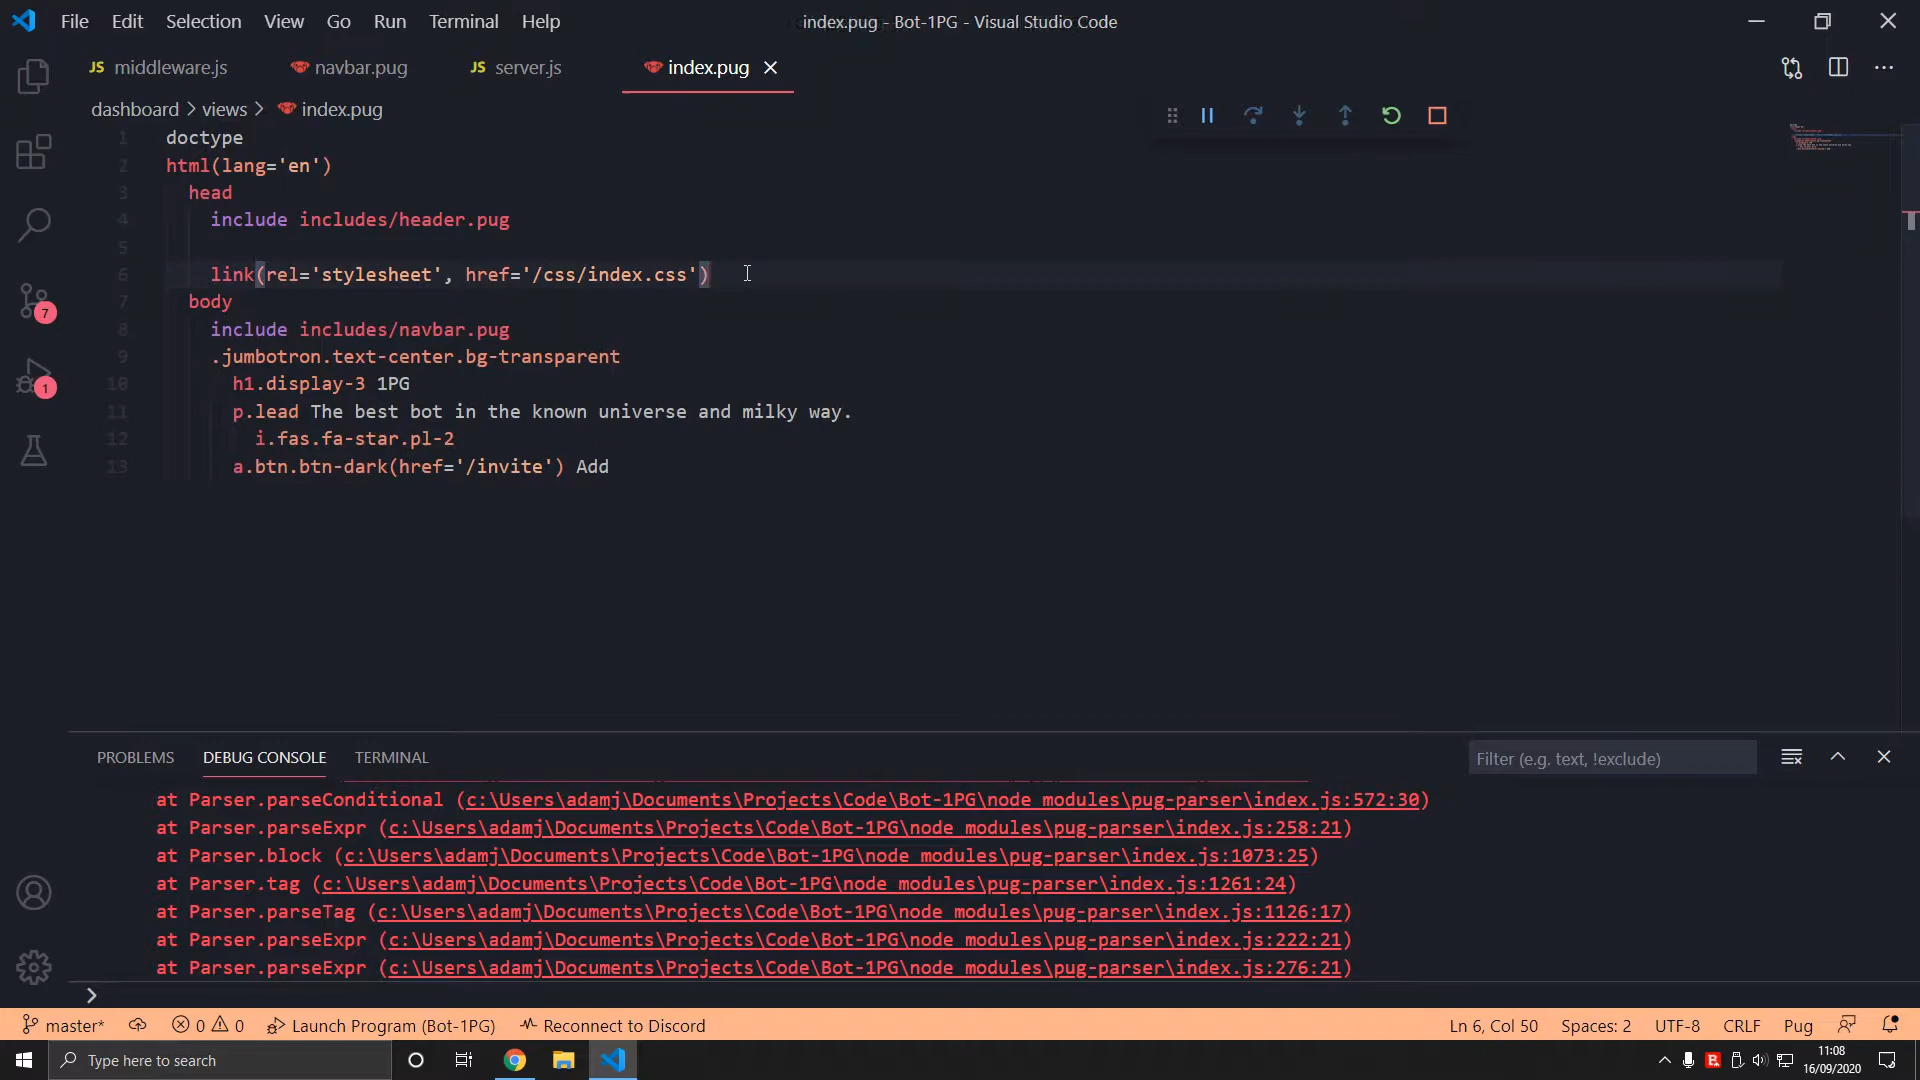 File Edit Selection View Go Run Terminal Help
index.pug - Bot-1PG - Visual Studio Code
JS middleware.js navbar.pug JS server.js index.pug
dashboard > views > index.pug
1 doctype
2 html(lang='en')
3 head
4 include includes/header.pug
5
6 link(rel='stylesheet', href='/css/index.css')
7 body
8 include includes/navbar.pug
9 .jumbotron.text-center.bg-transparent
10 h1.display-3 1PG
11 p.lead The best bot in the known universe and milky way.
12 i.fas.fa-star.pl-2
13 a.btn.btn-dark(href='/invite') Add
7
1
PROBLEMS DEBUG CONSOLE TERMINAL
Filter (e.g. text, !exclude)
at Parser.parseConditional (c:\Users\adamj\Documents\Projects\Code\Bot-1PG\node_modules\pug-parser\index.js:572:30)
at Parser.parseExpr (c:\Users\adamj\Documents\Projects\Code\Bot-1PG\node_modules\pug-parser\index.js:258:21)
at Parser.block (c:\Users\adamj\Documents\Projects\Code\Bot-1PG\node_modules\pug-parser\index.js:1073:25)
at Parser.tag (c:\Users\adamj\Documents\Projects\Code\Bot-1PG\node_modules\pug-parser\index.js:1261:24)
at Parser.parseTag (c:\Users\adamj\Documents\Projects\Code\Bot-1PG\node_modules\pug-parser\index.js:1126:17)
at Parser.parseExpr (c:\Users\adamj\Documents\Projects\Code\Bot-1PG\node_modules\pug-parser\index.js:222:21)
at Parser.parseExpr (c:\Users\adamj\Documents\Projects\Code\Bot-1PG\node_modules\pug-parser\index.js:276:21)
master* 0 0 Launch Program (Bot-1PG) Reconnect to Discord Ln 6, Col 50 Spaces: 2 UTF-8 CRLF Pug
Type here to search
11:08
16/09/2020